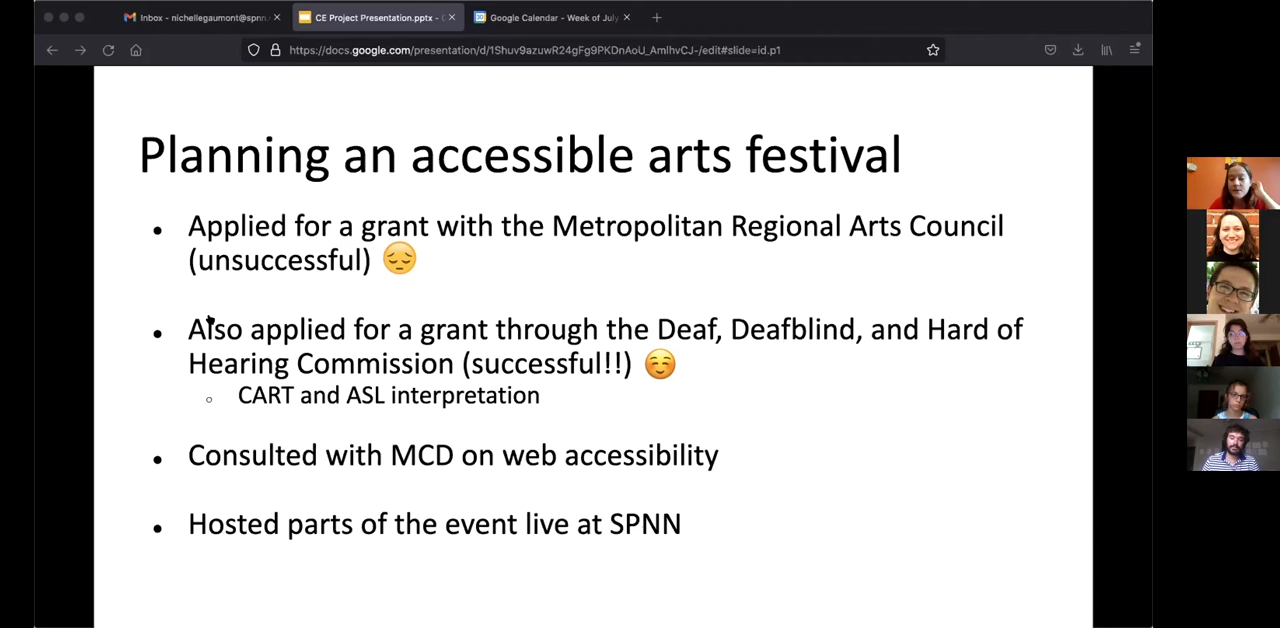 Inbox - nichellegaumont@spnn.
CE Project Presentation.pptx - G
Google Calendar - Week of July
https://docs.google.com/presentation/d/1Shuv9azuwR24gFg9PKDnAoU_AmlhvCJ-/edit#slide=id.p1
Planning an accessible arts festival
• Applied for a grant with the Metropolitan Regional Arts Council
(unsuccessful) 😔
• Also applied for a grant through the Deaf, Deafblind, and Hard of
Hearing Commission (successful!!) ☺️
○ CART and ASL interpretation
• Consulted with MCD on web accessibility
• Hosted parts of the event live at SPNN